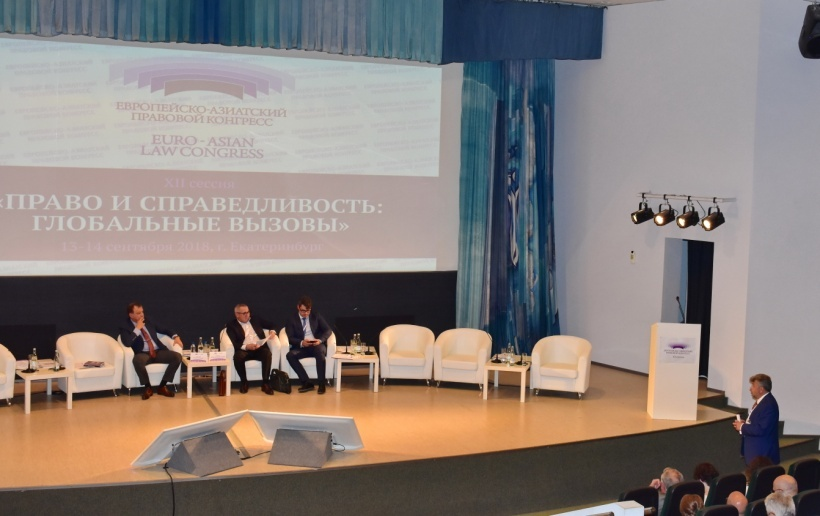 ЕВРОПЕЙСКО-АЗИАТСКИЙ
ПРАВОВОЙ КОНГРЕСС
EURO-ASIAN
LAW CONGRESS
XII сессия
«ПРАВО И СПРАВЕДЛИВОСТЬ:
ГЛОБАЛЬНЫЕ ВЫЗОВЫ»
13–14 сентября 2018, г. Екатеринбург